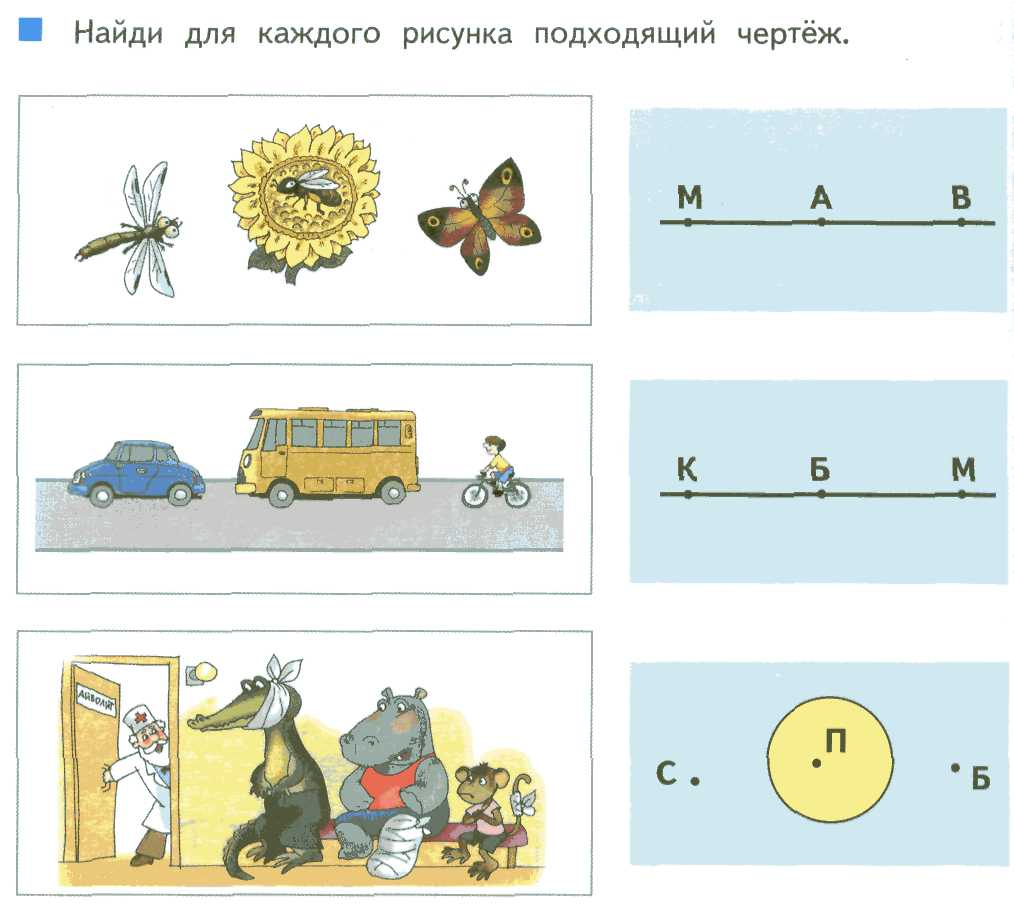 Найди для каждого рисунка подходящий чертёж.
М А В
К Б М
АЙБОЛИТ
С П Б